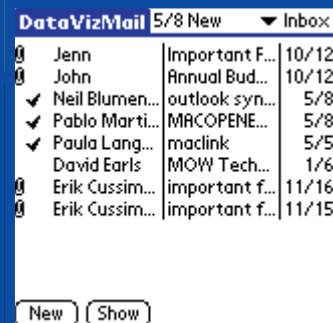 DataVizMail 5/8 New Inbox
Jenn Important F... 10/12
John Annual Bud... 10/12
Neil Blumen... outlook syn... 5/8
Pablo Marti... MACOPENE... 5/8
Paula Lang... maclink 5/5
David Earls MOW Tech... 1/6
Erik Cussim... important f... 11/16
Erik Cussim... important f... 11/15
New Show